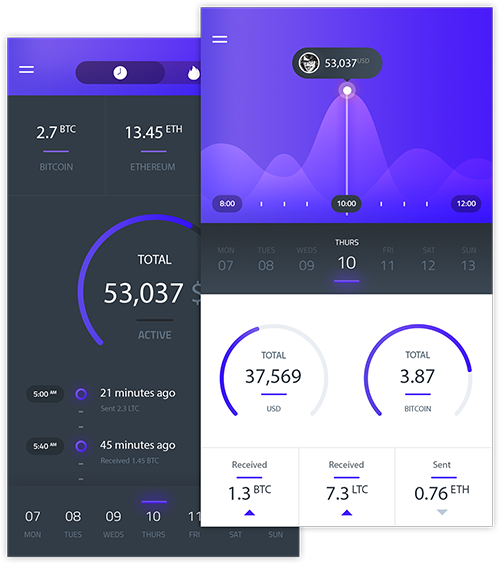 2.7 BTC
BITCOIN
13.45 ETH
ETHEREUM
TOTAL
53,037 $
ACTIVE
5:00 AM
21 minutes ago
Sent 2.3 LTC
5:40 AM
45 minutes ago
Received 1.45 BTC
07 08 09 10 11
MON TUES WEDS THURS FRI SAT SUN
53,037 USD
8:00 10:00 12:00
MON TUES WEDS THURS FRI SAT SUN
07 08 09 10 11 12 13
TOTAL
37,569
USD
TOTAL
3.87
BITCOIN
Received
1.3 BTC
Received
7.3 LTC
Sent
0.76 ETH